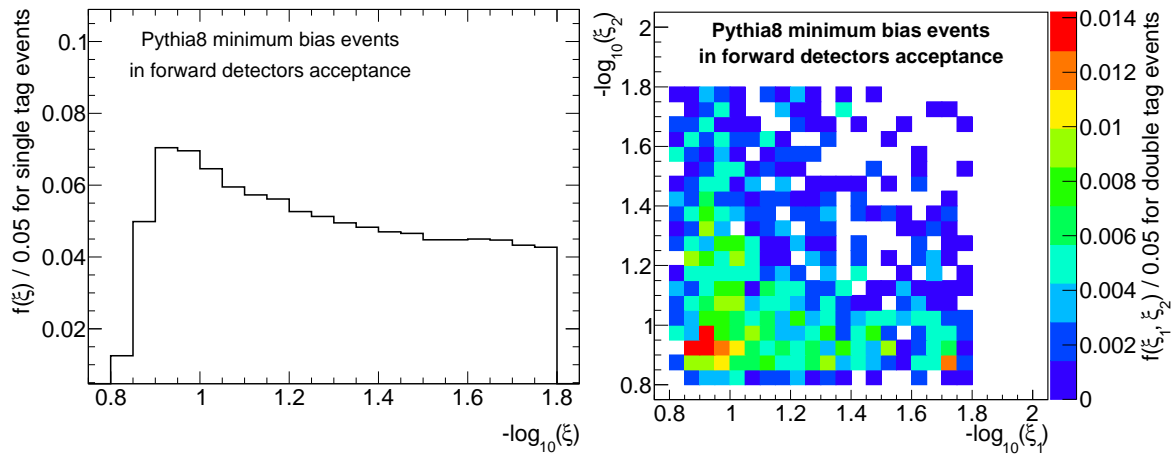 Pythia8 minimum bias events
in forward detectors acceptance
f(ξ) / 0.05 for single tag events
0.1
0.08
0.06
0.04
0.02
0.8 1 1.2 1.4 1.6 1.8
-log10(ξ)
Pythia8 minimum bias events
in forward detectors acceptance
-log10(ξ2)
2
1.8
1.6
1.4
1.2
1
0.8
0.8 1 1.2 1.4 1.6 1.8 2
-log10(ξ1)
0.014
0.012
0.01
0.008
0.006
0.004
0.002
0
f(ξ1, ξ2) / 0.05 for double tag events